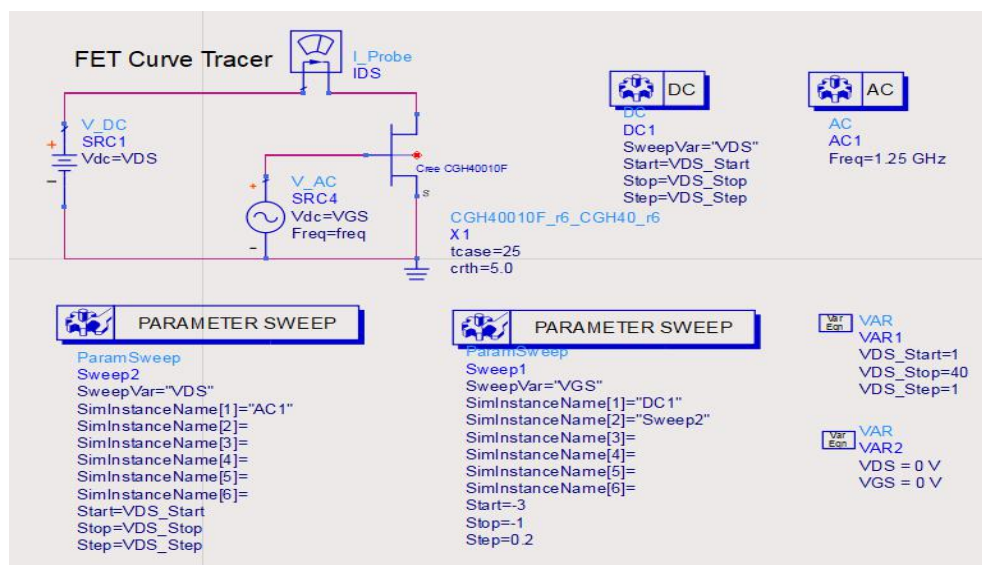 FET Curve Tracer
I_Probe
IDS
V_DC
SRC1
Vdc=VDS
+
−
V_AC
SRC4
Vdc=VGS
Freq=freq
+
-
Cree CGH40010F
s
CGH40010F_r6_CGH40_r6
X1
tcase=25
crth=5.0
DC
DC
DC1
SweepVar="VDS"
Start=VDS_Start
Stop=VDS_Stop
Step=VDS_Step
AC
AC
AC1
Freq=1.25 GHz
PARAMETER SWEEP
ParamSweep
Sweep2
SweepVar="VDS"
SimInstanceName[1]="AC1"
SimInstanceName[2]=
SimInstanceName[3]=
SimInstanceName[4]=
SimInstanceName[5]=
SimInstanceName[6]=
Start=VDS_Start
Stop=VDS_Stop
Step=VDS_Step
PARAMETER SWEEP
ParamSweep
Sweep1
SweepVar="VGS"
SimInstanceName[1]="DC1"
SimInstanceName[2]="Sweep2"
SimInstanceName[3]=
SimInstanceName[4]=
SimInstanceName[5]=
SimInstanceName[6]=
Start=-3
Stop=-1
Step=0.2
Var
Eqn
VAR
VAR1
VDS_Start=1
VDS_Stop=40
VDS_Step=1
Var
Eqn
VAR
VAR2
VDS = 0 V
VGS = 0 V